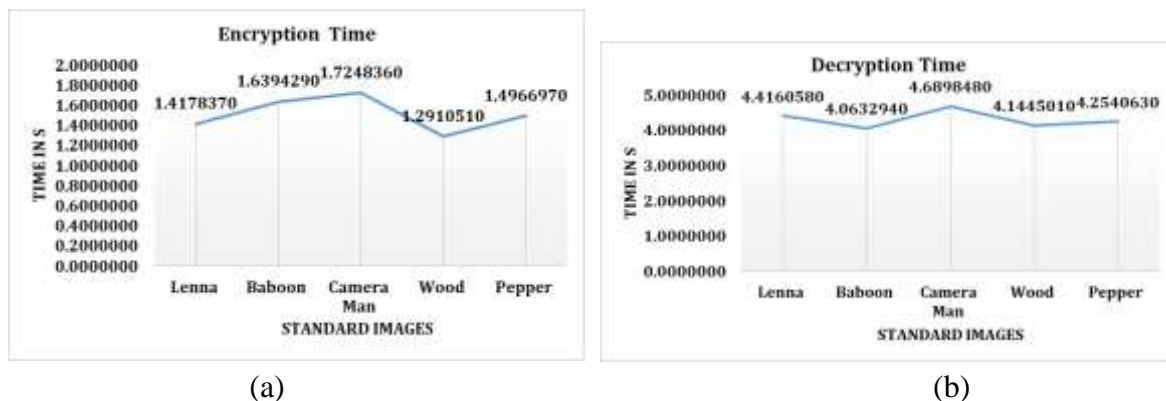 Encryption Time
2.0000000
1.8000000
1.6000000
1.4000000
1.2000000
1.0000000
0.8000000
0.6000000
0.4000000
0.2000000
0.0000000
TIME IN S
1.4178370
1.6394290
1.7248360
1.2910510
1.4966970
Lenna Baboon Camera Man Wood Pepper
STANDARD IMAGES
(a)
Decryption Time
5.0000000
4.0000000
3.0000000
2.0000000
1.0000000
0.0000000
TIME IN S
4.4160580
4.0632940
4.6898480
4.1445010
4.2540630
Lenna Baboon Camera Man Wood Pepper
STANDARD IMAGES
(b)